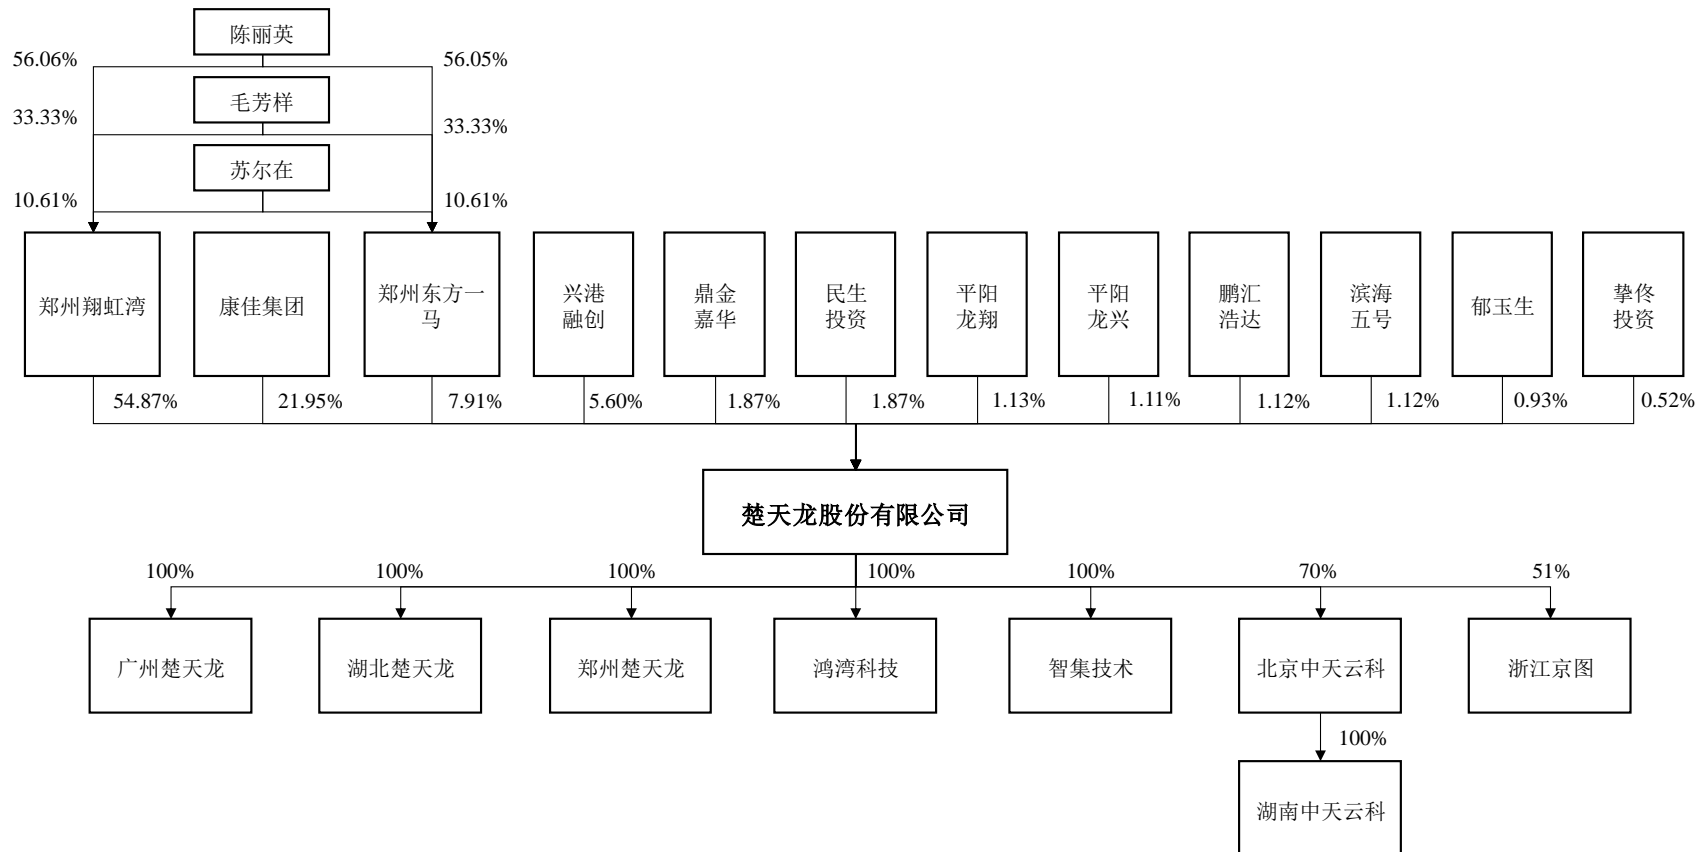 陈丽英
56.06%
56.05%
毛芳样
33.33%
33.33%
苏尔在
10.61%
10.61%
郑州翔虹湾
康佳集团
郑州东方一
马
兴港
融创
鼎金
嘉华
民生
投资
平阳
龙翔
平阳
龙兴
鹏汇
浩达
滨海
五号
郁玉生
挚佟
投资
54.87%
21.95%
7.91%
5.60%
1.87%
1.87%
1.13%
1.11%
1.12%
1.12%
0.93%
0.52%
楚天龙股份有限公司
100%
100%
100%
100%
100%
70%
51%
广州楚天龙
湖北楚天龙
郑州楚天龙
鸿湾科技
智集技术
北京中天云科
浙江京图
100%
湖南中天云科